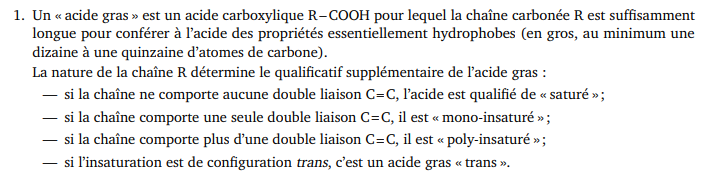 1. Un « acide gras » est un acide carboxylique R–COOH pour lequel la chaîne carbonée R est suffisamment
longue pour conférer à l'acide des propriétés essentiellement hydrophobes (en gros, au minimum une
dizaine à une quinzaine d'atomes de carbone).
La nature de la chaîne R détermine le qualificatif supplémentaire de l'acide gras :
— si la chaîne ne comporte aucune double liaison C=C, l'acide est qualifié de « saturé » ;
— si la chaîne comporte une seule double liaison C=C, il est « mono-insaturé » ;
— si la chaîne comporte plus d'une double liaison C=C, il est « poly-insaturé » ;
— si l'insaturation est de configuration trans, c'est un acide gras « trans ».